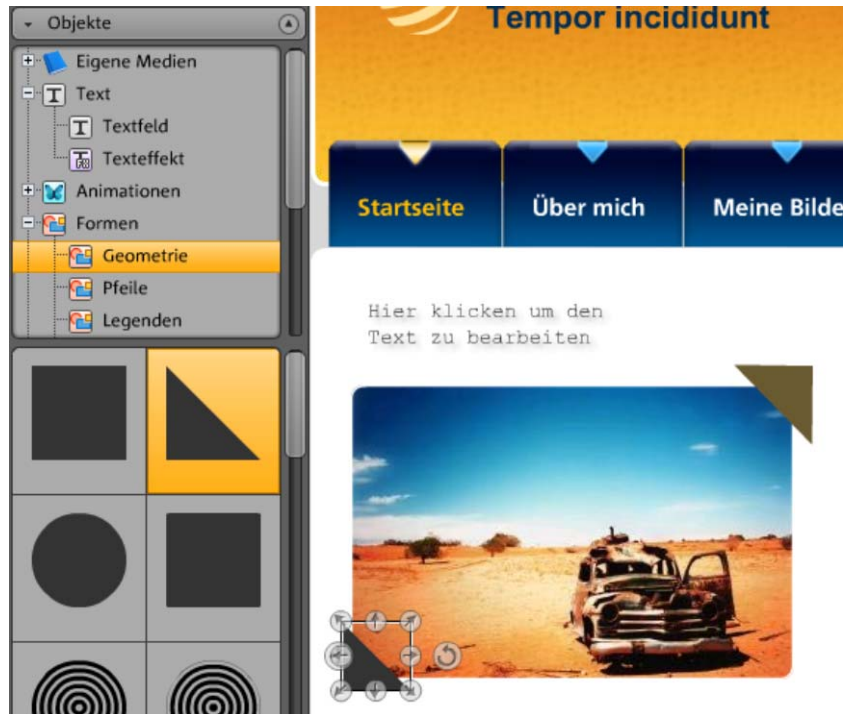 Objekte
Eigene Medien
Text
Textfeld
Texteffekt
Animationen
Formen
Geometrie
Pfeile
Legenden
Tempor incididunt
Startseite
Über mich
Meine Bilde
Hier klicken um den
Text zu bearbeiten